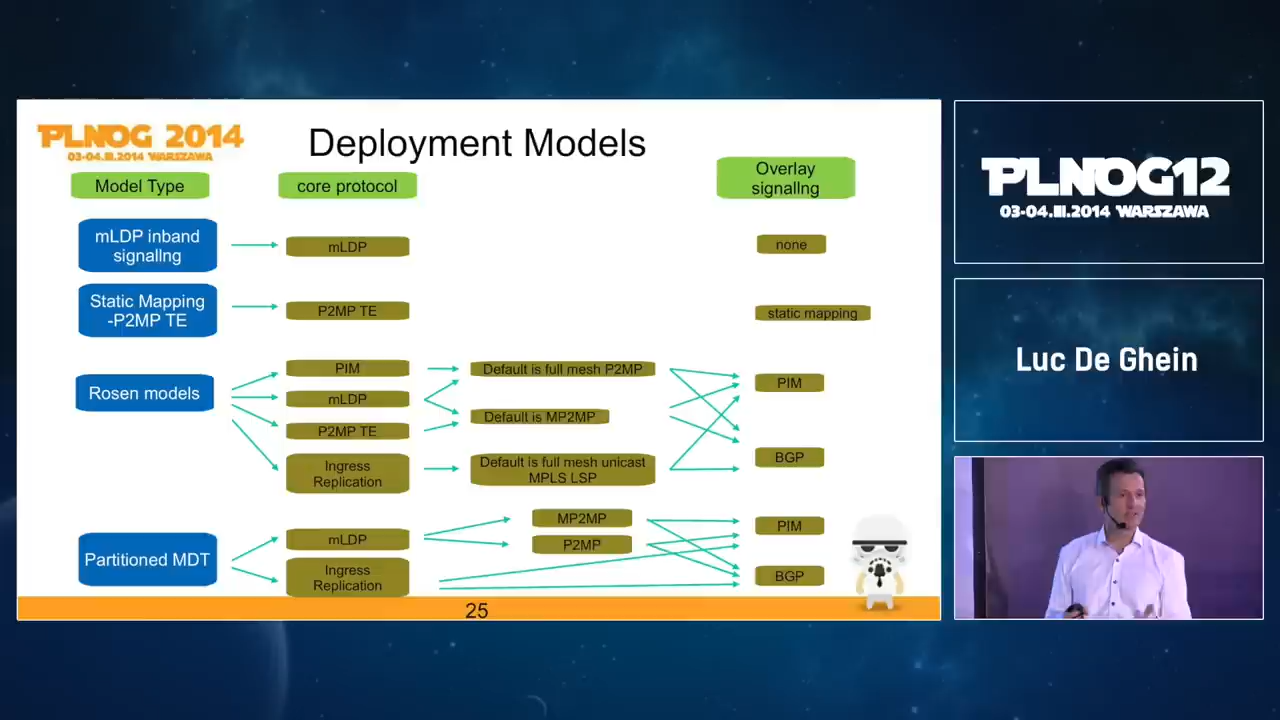 PLNOG 2014
03-04.III.2014 WARSZAWA
Deployment Models
Model Type
core protocol
Overlay
signallng
mLDP inband
signallng
mLDP
none
Static Mapping
-P2MP TE
P2MP TE
static mapping
Rosen models
PIM
mLDP
P2MP TE
Ingress
Replication
Default is full mesh P2MP
Default is MP2MP
Default is full mesh unicast
MPLS LSP
PIM
BGP
Partitioned MDT
mLDP
Ingress
Replication
MP2MP
P2MP
PIM
BGP
25
PLNOG12
03-04.III.2014 WARSZAWA
Luc De Ghein